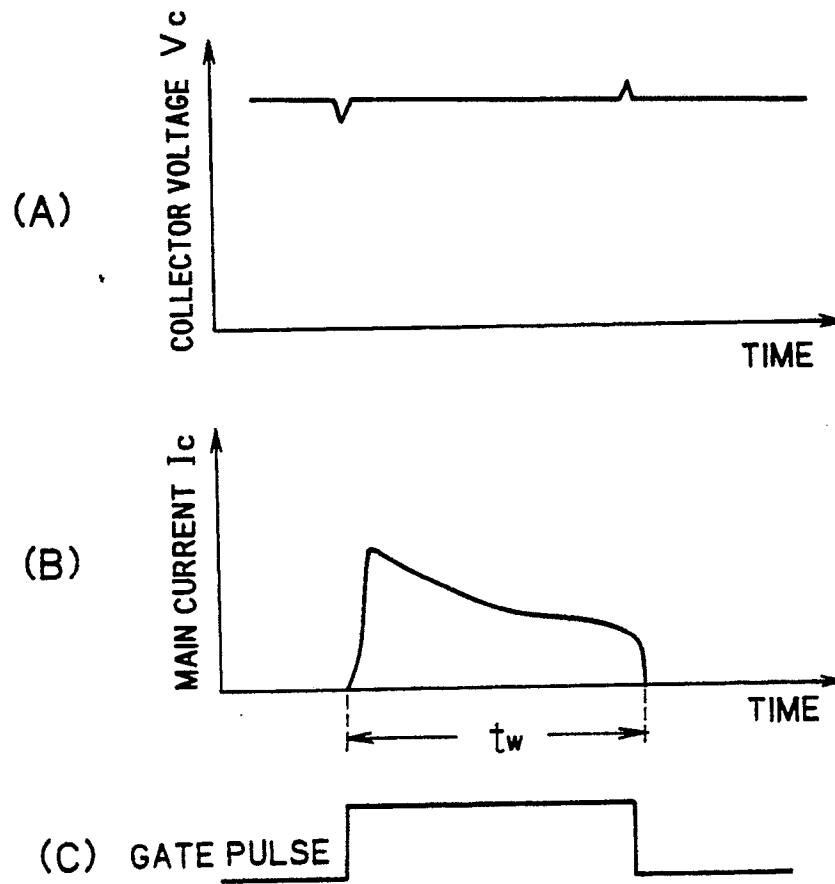 (A)
COLLECTOR VOLTAGE Vc
TIME
(B)
MAIN CURRENT Ic
TIME
tw
(C) GATE PULSE